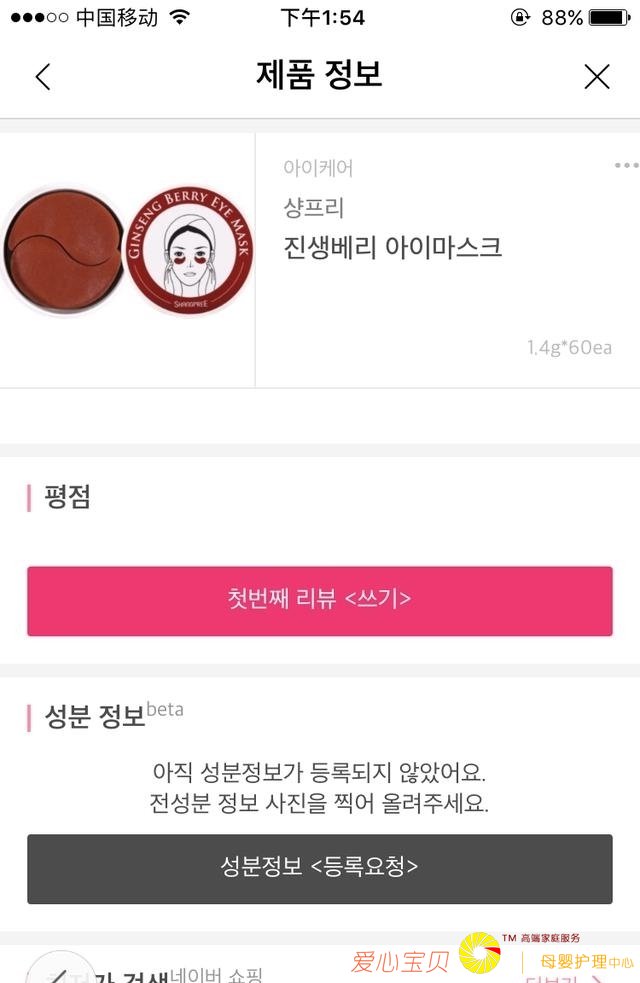 中国移动
下午1:54
88%
제품 정보
아이케어
샹프리
진생베리 아이마스크
GINSENG BERRY EYE MASK
SHANGPREE
1.4g*60ea
평점
첫번째 리뷰 <쓰기>
성분 정보beta
아직 성분정보가 등록되지 않았어요.
전성분 정보 사진을 찍어 올려주세요.
성분정보 <등록요청>
최저가 검색네이버 쇼핑
더보기
爱心宝贝
TM 高端家庭服务
母婴护理中心